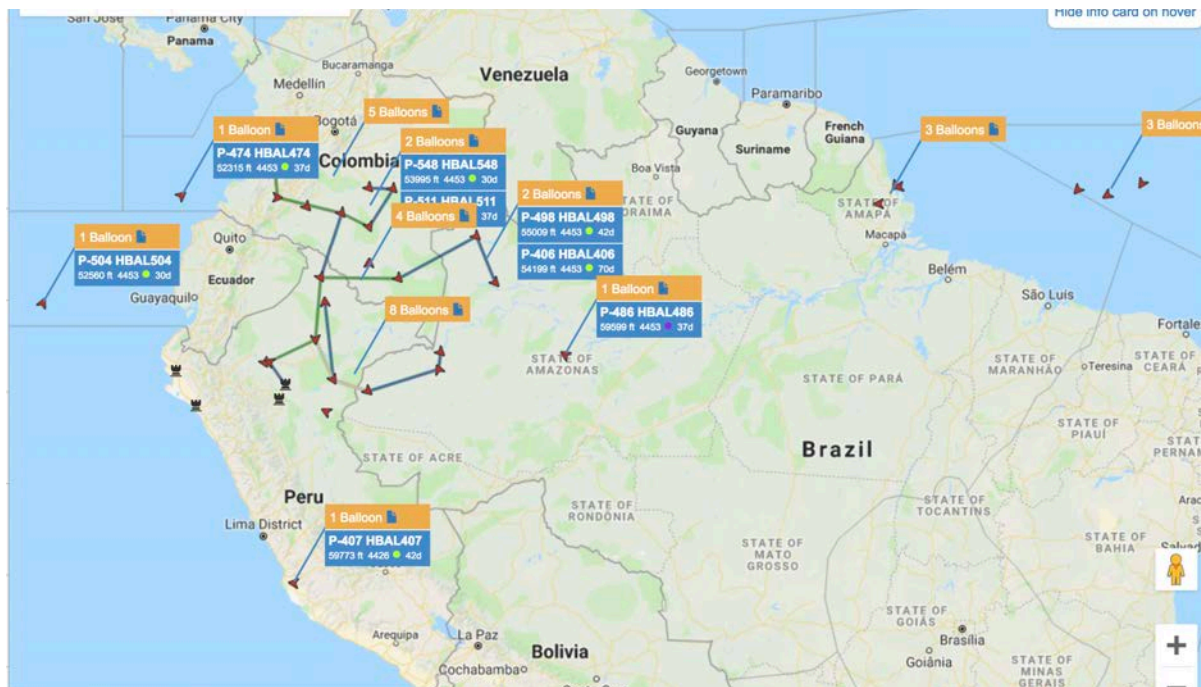 San José
Panama City
Panama
Hide info card on hover
Bucaramanga
Medellín
Venezuela
Georgetown
Paramaribo
5 Balloons
1 Balloon
P-474 HBAL474
52315 ft 4453 37d
Bogotá
Colombia
2 Balloons
P-548 HBAL548
53995 ft 4453 30d
P-511 HBAL511
37d
Guyana
Suriname
French
Guiana
3 Balloons
3 Balloons
Boa Vista
2 Balloons
P-498 HBAL498
55009 ft 4453 42d
P-406 HBAL406
54199 ft 4453 70d
ORAIMA
STATE OF
AMAPÁ
Macapá
4 Balloons
1 Balloon
P-504 HBAL504
52560 ft 4453 30d
Quito
Ecuador
Guayaquil
Belém
1 Balloon
P-486 HBAL486
59599 ft 4453 37d
São Luís
8 Balloons
Fortale
STATE OF
AMAZONAS
STATE OF PARÁ
STATE OF
MARANHÃO
Teresina
STATE OF
CEARÁ
STATE OF
PIAUÍ
STAT
PERNAM
Brazil
STATE OF ACRE
Peru
1 Balloon
P-407 HBAL407
59773 ft 4426 42d
Lima District
STATE OF
RONDÔNIA
STATE OF
TOCANTINS
STATE OF
MATO
GROSSO
STATE OF
BAHIA
Salvad
Arequipa
La Paz
Bolivia
Cochabamba
STATE OF
GOIÁS
Brasília
Goiânia
STATE OF
MINAS
GERAIS
+